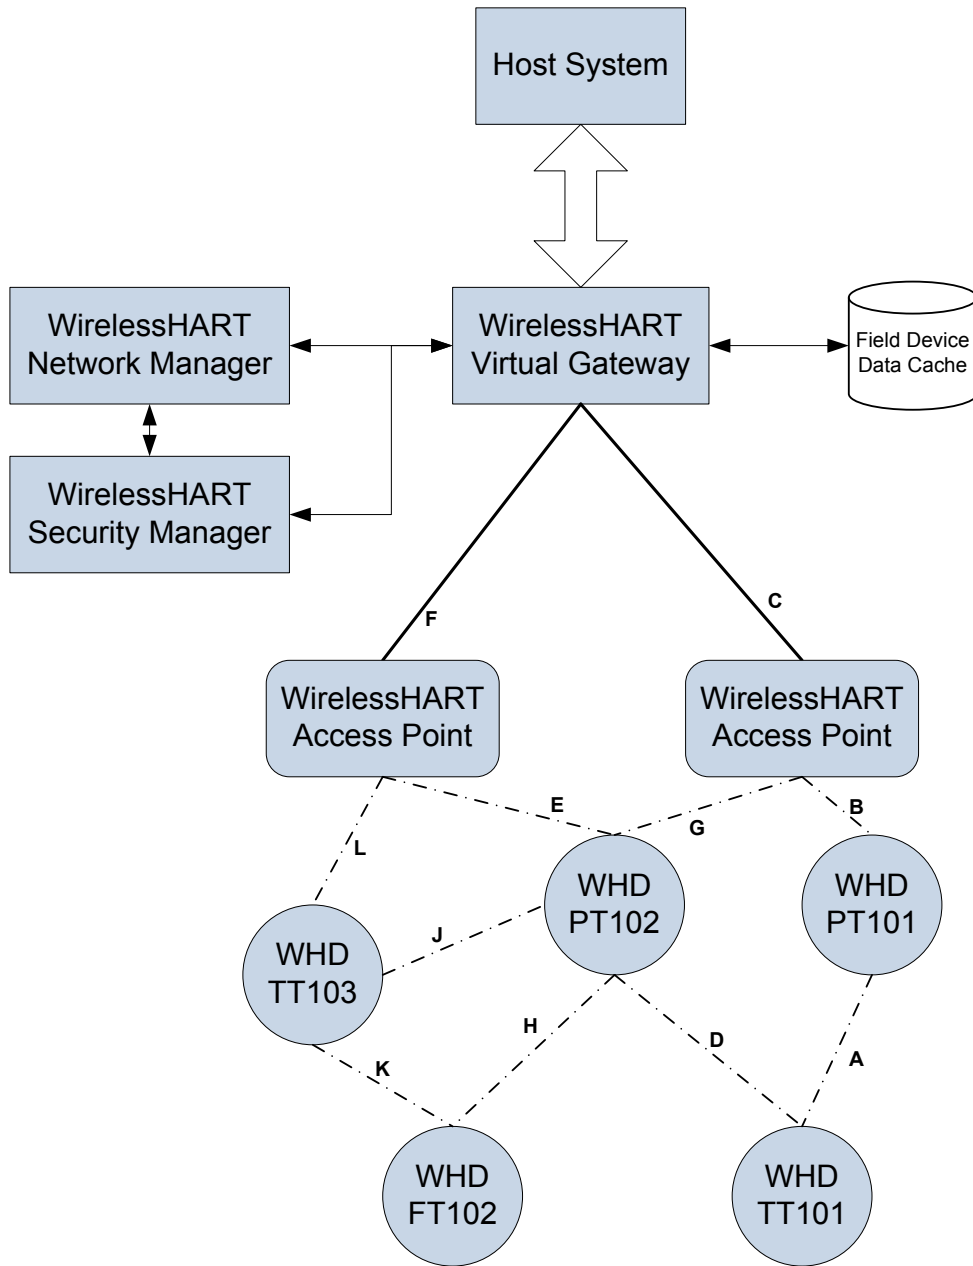 Host System
WirelessHART
Network Manager
WirelessHART
Virtual Gateway
Field Device
Data Cache
WirelessHART
Security Manager
F
C
WirelessHART
Access Point
WirelessHART
Access Point
E
G
B
L
WHD
PT102
WHD
PT101
J
WHD
TT103
H
D
A
K
WHD
FT102
WHD
TT101